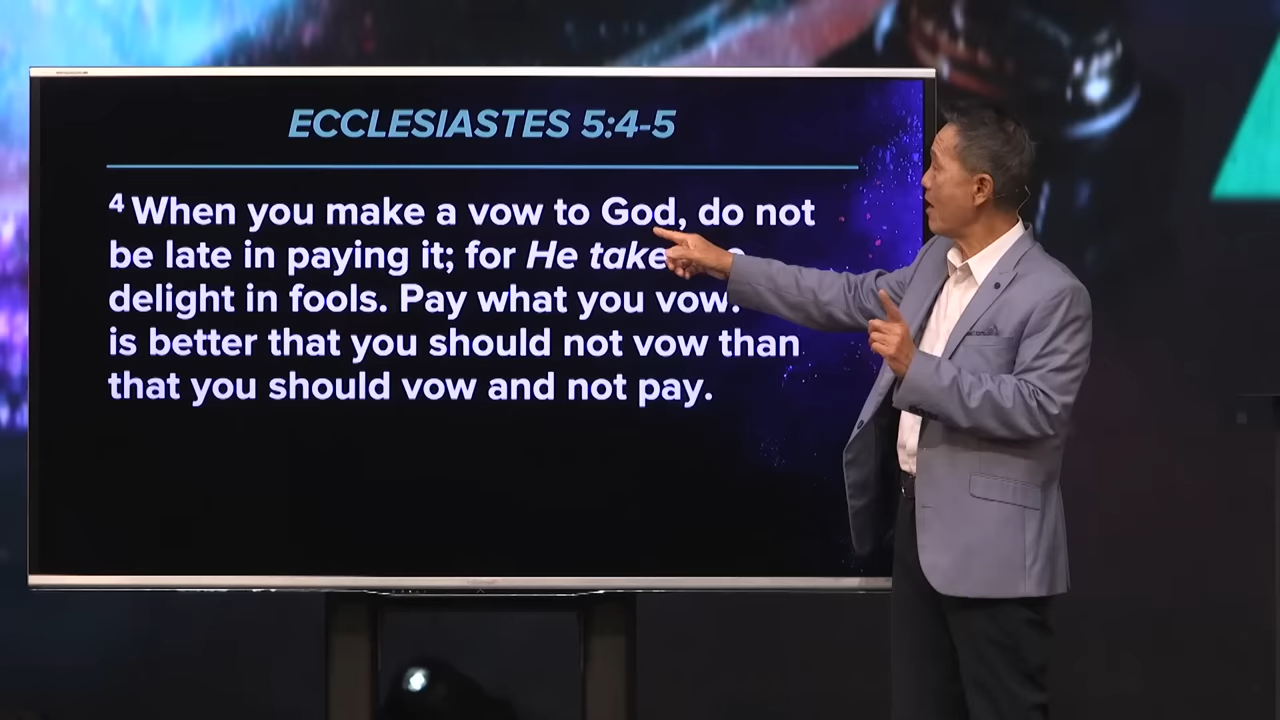 ECCLESIASTES 5:4-5
4 When you make a vow to God, do not
be late in paying it; for He
delight in fools. Pay what you vow.
is better that you should not vow than
that you should vow and not pay.